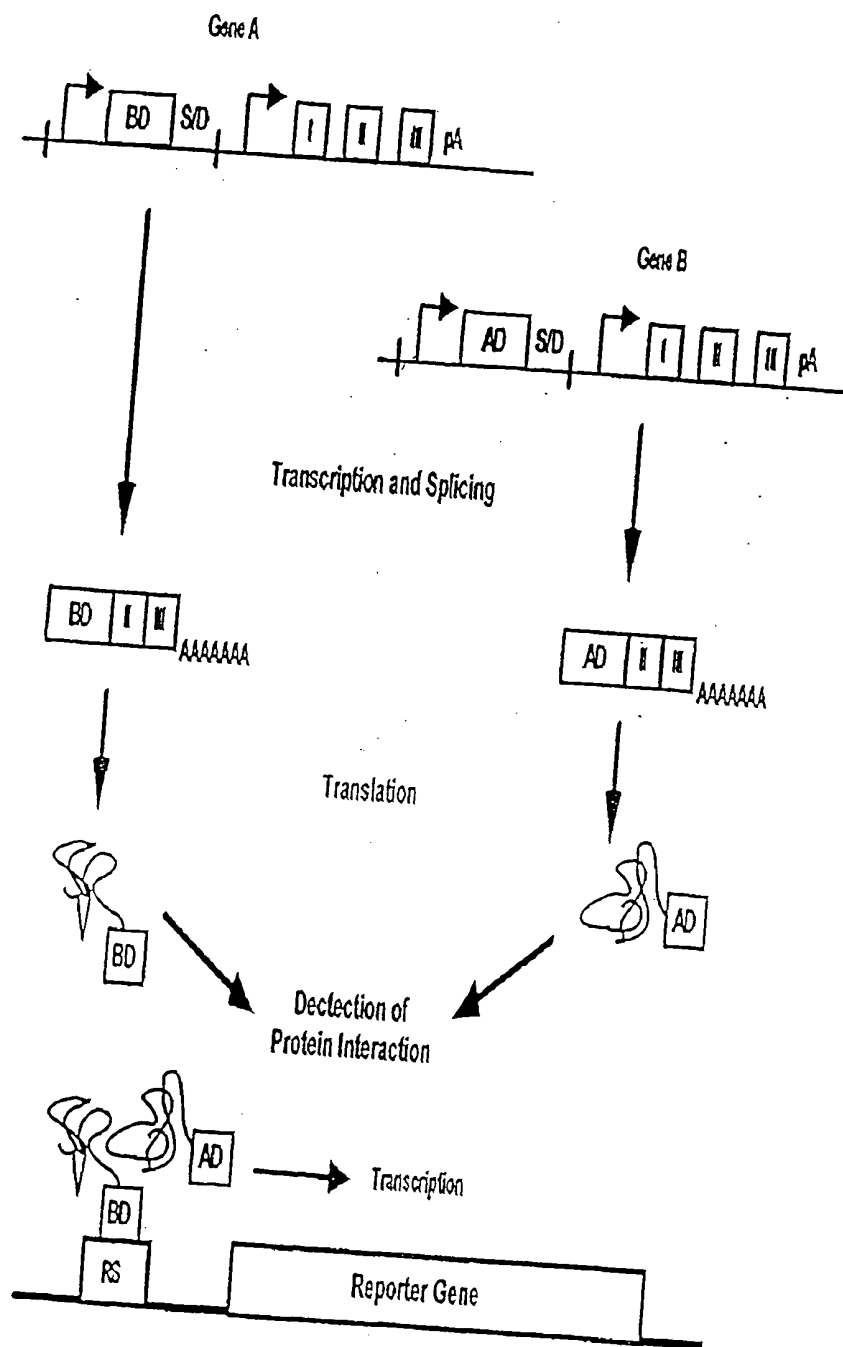 Gene A
BD S/D I II III pA
Gene B
AD S/D I II III pA
Transcription and Splicing
BD II III
AAAAAAA
AD II III
AAAAAAA
Translation
BD
AD
Dectection of
Protein Interaction
AD
Transcription
BD
RS
Reporter Gene